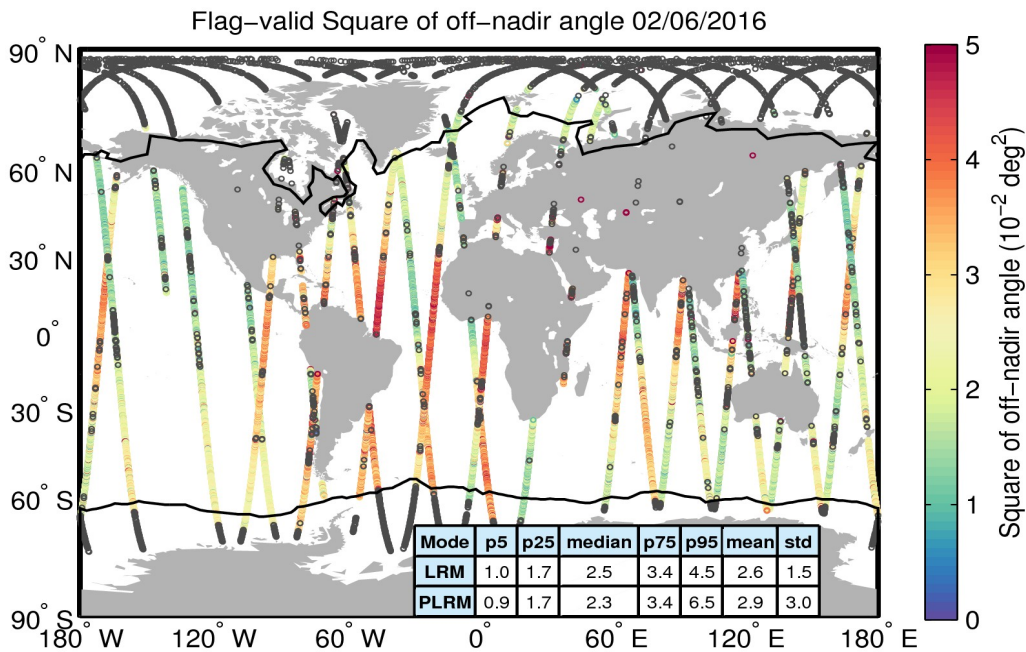 Flag−valid Square of off−nadir angle 02/06/2016
90° N
60° N
30° N
0°
30° S
60° S
90° S
180° W
120° W
60° W
0°
60° E
120° E
180° E
Mode p5 p25 median p75 p95 mean std
LRM 1.0 1.7 2.5 3.4 4.5 2.6 1.5
PLRM 0.9 1.7 2.3 3.4 6.5 2.9 3.0
5
4
3
2
1
0
Square of off−nadir angle (10⁻² deg²)